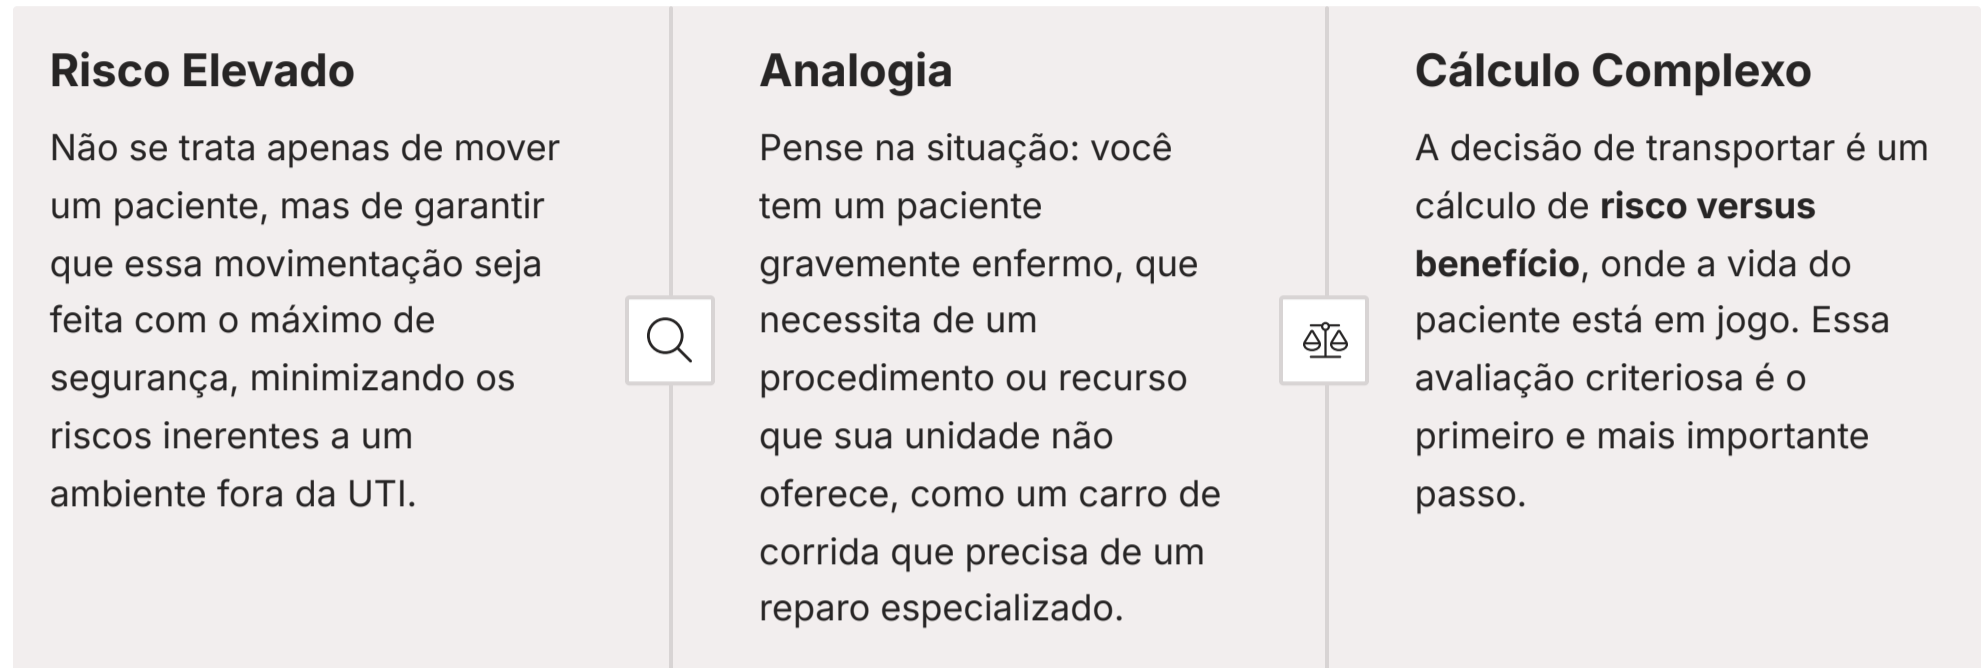 Risco Elevado
Não se trata apenas de mover
um paciente, mas de garantir
que essa movimentação seja
feita com o máximo de
segurança, minimizando os
riscos inerentes a um
ambiente fora da UTI.
Analogia
Pense na situação: você
tem um paciente
gravemente enfermo, que
necessita de um
procedimento ou recurso
que sua unidade não
oferece, como um carro de
corrida que precisa de um
reparo especializado.
Cálculo Complexo
A decisão de transportar é um
cálculo de risco versus
benefício, onde a vida do
paciente está em jogo. Essa
avaliação criteriosa é o
primeiro e mais importante
passo.